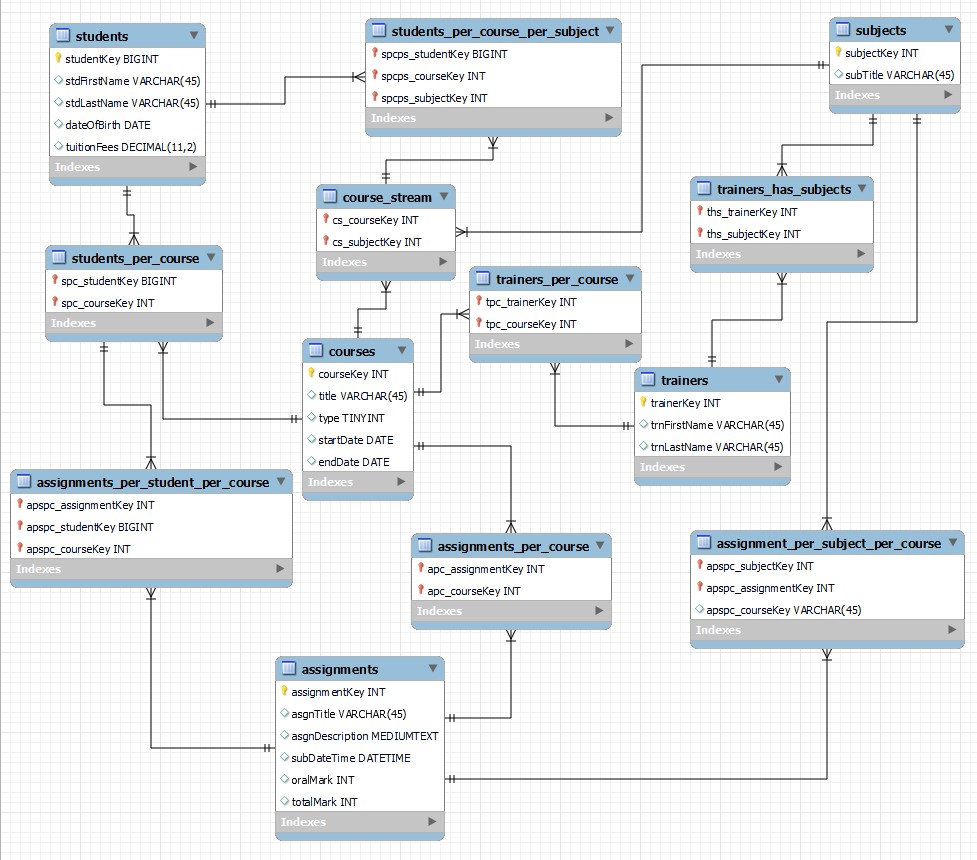 students
studentKey BIGINT
stdFirstName VARCHAR(45)
stdLastName VARCHAR(45)
dateOfBirth DATE
tuitionFees DECIMAL(11,2)
Indexes
students_per_course_per_subject
spcps_studentKey BIGINT
spcps_courseKey INT
spcps_subjectKey INT
Indexes
subjects
subjectKey INT
subTitle VARCHAR(45)
Indexes
course_stream
cs_courseKey INT
cs_subjectKey INT
Indexes
trainers_has_subjects
ths_trainerKey INT
ths_subjectKey INT
Indexes
students_per_course
spc_studentKey BIGINT
spc_courseKey INT
Indexes
trainers_per_course
tpc_trainerKey INT
tpc_courseKey INT
Indexes
courses
courseKey INT
title VARCHAR(45)
type TINYINT
startDate DATE
endDate DATE
Indexes
trainers
trainerKey INT
trnFirstName VARCHAR(45)
trnLastName VARCHAR(45)
Indexes
assignments_per_student_per_course
apspc_assignmentKey INT
apspc_studentKey BIGINT
apspc_courseKey INT
Indexes
assignments_per_course
apc_assignmentKey INT
apc_courseKey INT
Indexes
assignment_per_subject_per_course
apspc_subjectKey INT
apspc_assignmentKey INT
apspc_courseKey VARCHAR(45)
Indexes
assignments
assignmentKey INT
asgnTitle VARCHAR(45)
asgnDescription MEDIUMTEXT
subDateTime DATETIME
oralMark INT
totalMark INT
Indexes